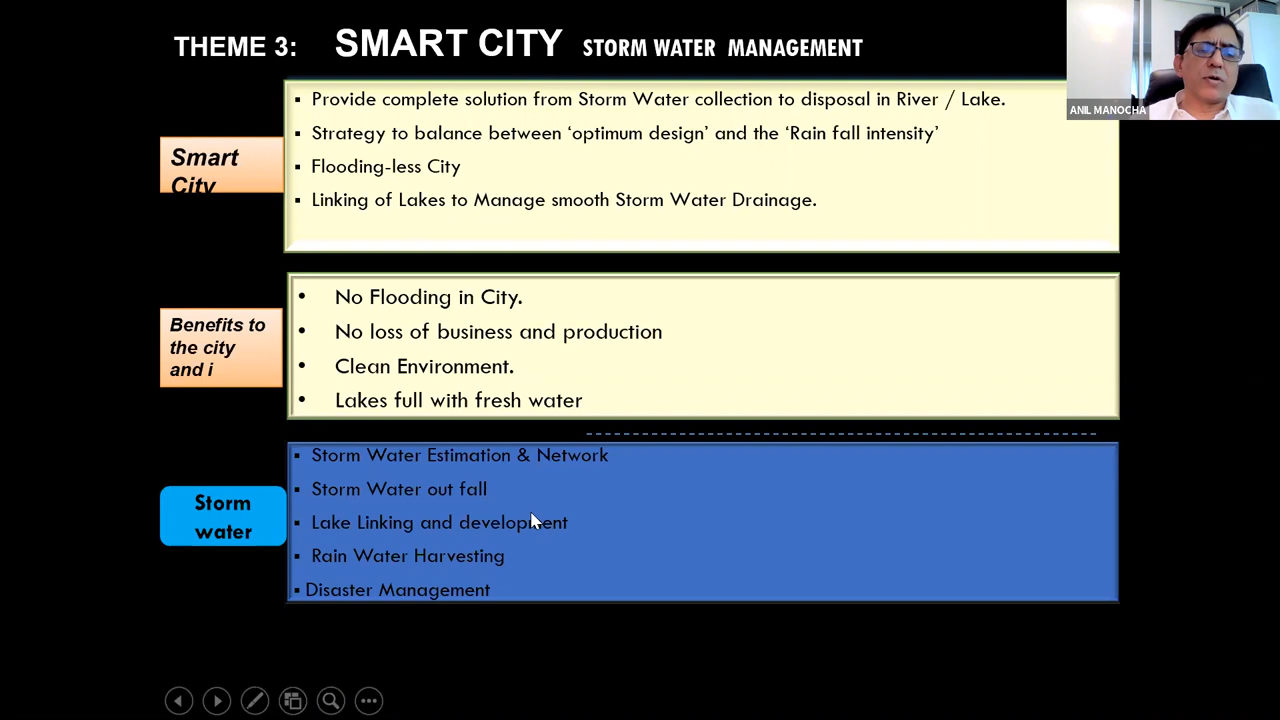 THEME 3: SMART CITY STORM WATER MANAGEMENT
ANIL MANOCHA
Smart
City
▪ Provide complete solution from Storm Water collection to disposal in River / Lake.
▪ Strategy to balance between ‘optimum design’ and the ‘Rain fall intensity’
▪ Flooding-less City
▪ Linking of Lakes to Manage smooth Storm Water Drainage.
Benefits to
the city
and i
• No Flooding in City.
• No loss of business and production
• Clean Environment.
• Lakes full with fresh water
Storm
water
▪ Storm Water Estimation & Network
▪ Storm Water out fall
▪ Lake Linking and development
▪ Rain Water Harvesting
▪ Disaster Management